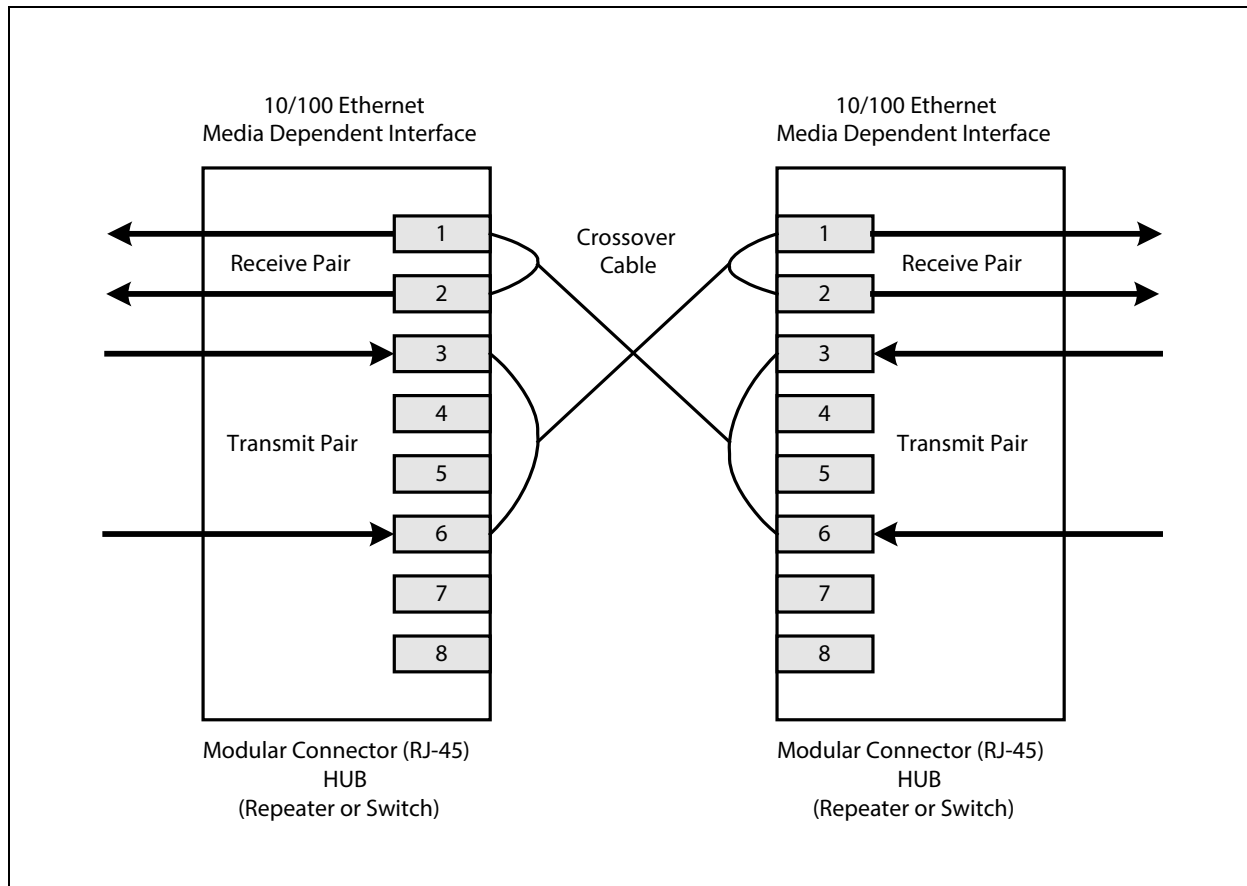 10/100 Ethernet
Media Dependent Interface
10/100 Ethernet
Media Dependent Interface
1
Receive Pair
2
3
4
Transmit Pair
5
6
7
8
Crossover
Cable
1
Receive Pair
2
3
4
Transmit Pair
5
6
7
8
Modular Connector (RJ-45)
HUB
(Repeater or Switch)
Modular Connector (RJ-45)
HUB
(Repeater or Switch)